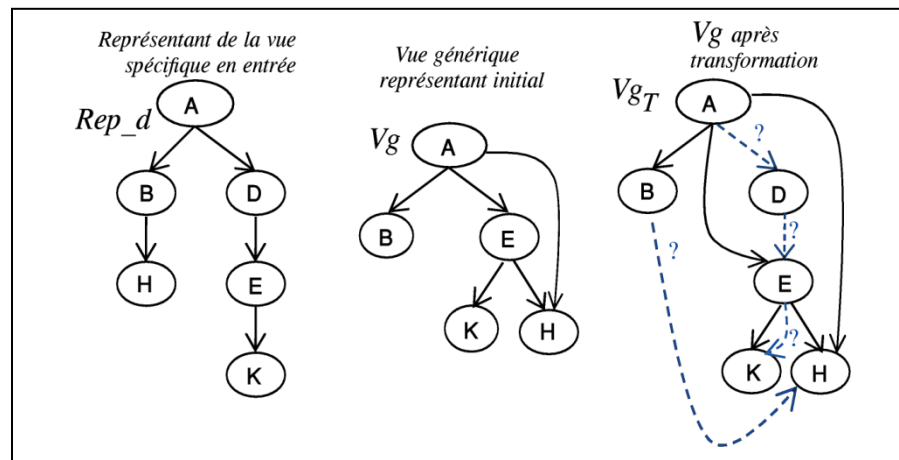 Représentant de la vue
spécifique en entrée
Rep_d
A
B
D
H
E
K
Vue générique
représentant initial
Vg
A
B
E
K
H
Vg après
transformation
Vg_T
A
?
B
D
?
?
E
?
K
H